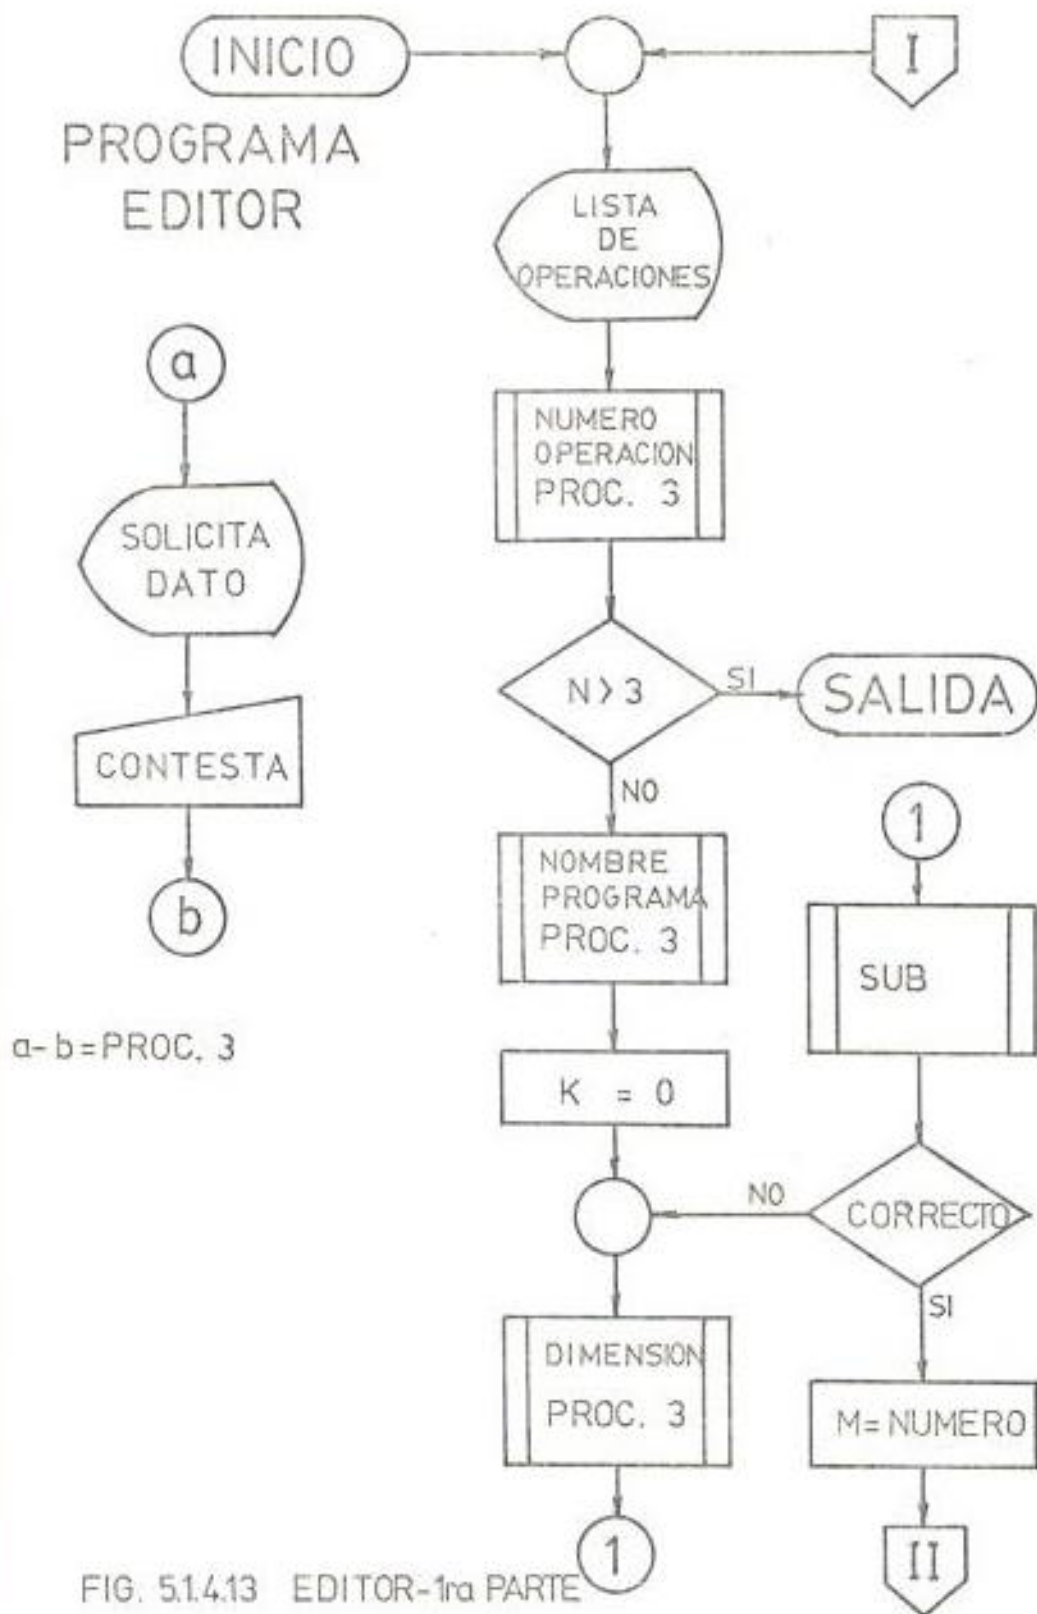 INICIO
I
PROGRAMA
EDITOR
LISTA
DE
OPERACIONES
a
NUMERO
OPERACION
PROC. 3
SOLICITA
DATO
N > 3
SI
SALIDA
CONTESTA
NO
1
b
NOMBRE
PROGRAMA
PROC. 3
SUB
a-b=PROC. 3
K = 0
NO
CORRECTO
SI
DIMENSION
PROC. 3
M=NUMERO
1
II
FIG. 5.1.4.13 EDITOR-1ra PARTE